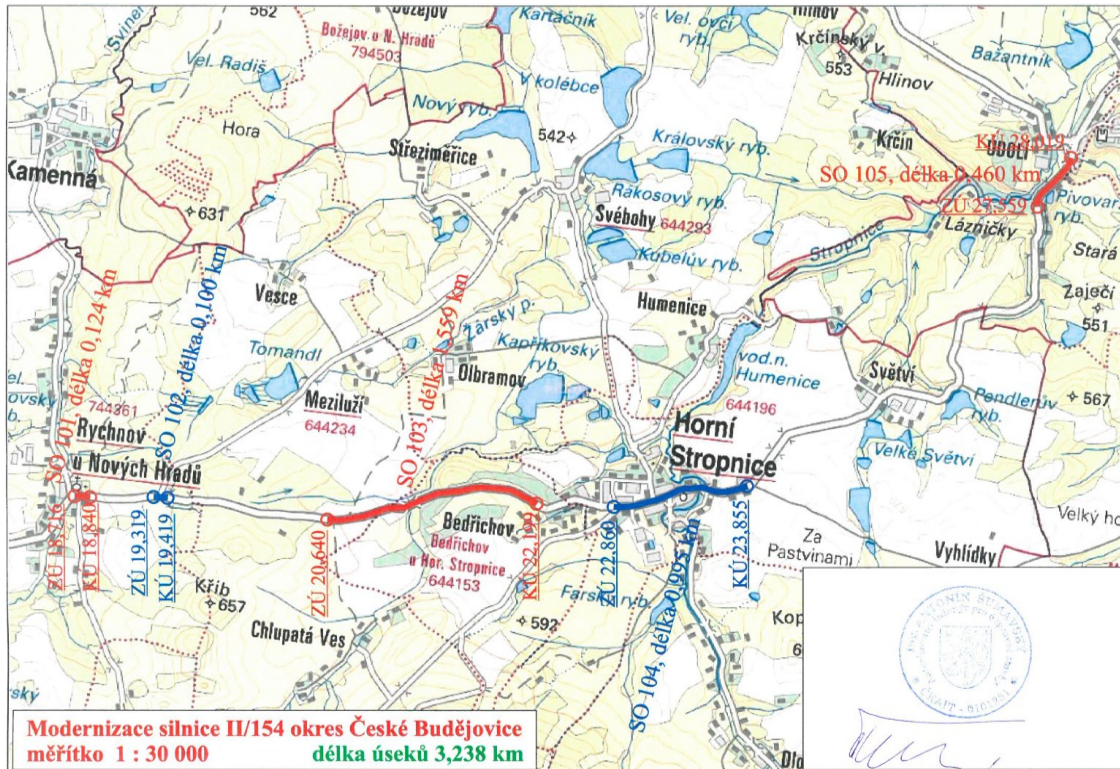 562
Božejov
Božejov u N. Hradů
794503
Kartáčník
Vel. ovčí
ryb.
Hlinov
Krčínský v.
553
Hlinov
Bažantník
Vel. Radiš
V kolébce
Nový ryb.
Hora
Střeziměřice
542
Královský ryb.
Krčín
Údolí
KÚ 28,019
SO 105, délka 0,460 km
ZÚ 27,559
Pivovar.
ryb.
Kamenná
631
Rákosový ryb.
Svébohy 644293
Kubelův ryb.
Stropnice
Lázničky
Stará
Vesce
Humenice
Zaječí
551
Žárský p.
Kapříkovský
ryb.
Tomandl
Olbramov
vod.n.
Humenice
Světví
Pendlerův
ryb.
567
Meziluží
644234
644196
744361
Rychnov
u Nových Hradů
Horní
Stropnice
Velké Světví
SO 101, délka 0,124 km
SO 102, délka 0,100 km
SO 103, délka 1,559 km
SO 104, délka 0,995 km
ZÚ 18,716
KÚ 18,840
ZÚ 19,319
KÚ 19,419
ZÚ 20,640
KÚ 22,199
ZÚ 22,860
KÚ 23,855
Bedřichov
Bedřichov
u Hor. Stropnice
644153
Za
Pastvinami
Vyhlídky
Křib
657
Farský ryb.
592
Chlupatá Ves
Modernizace silnice II/154 okres České Budějovice
měřítko 1 : 30 000
délka úseků 3,238 km